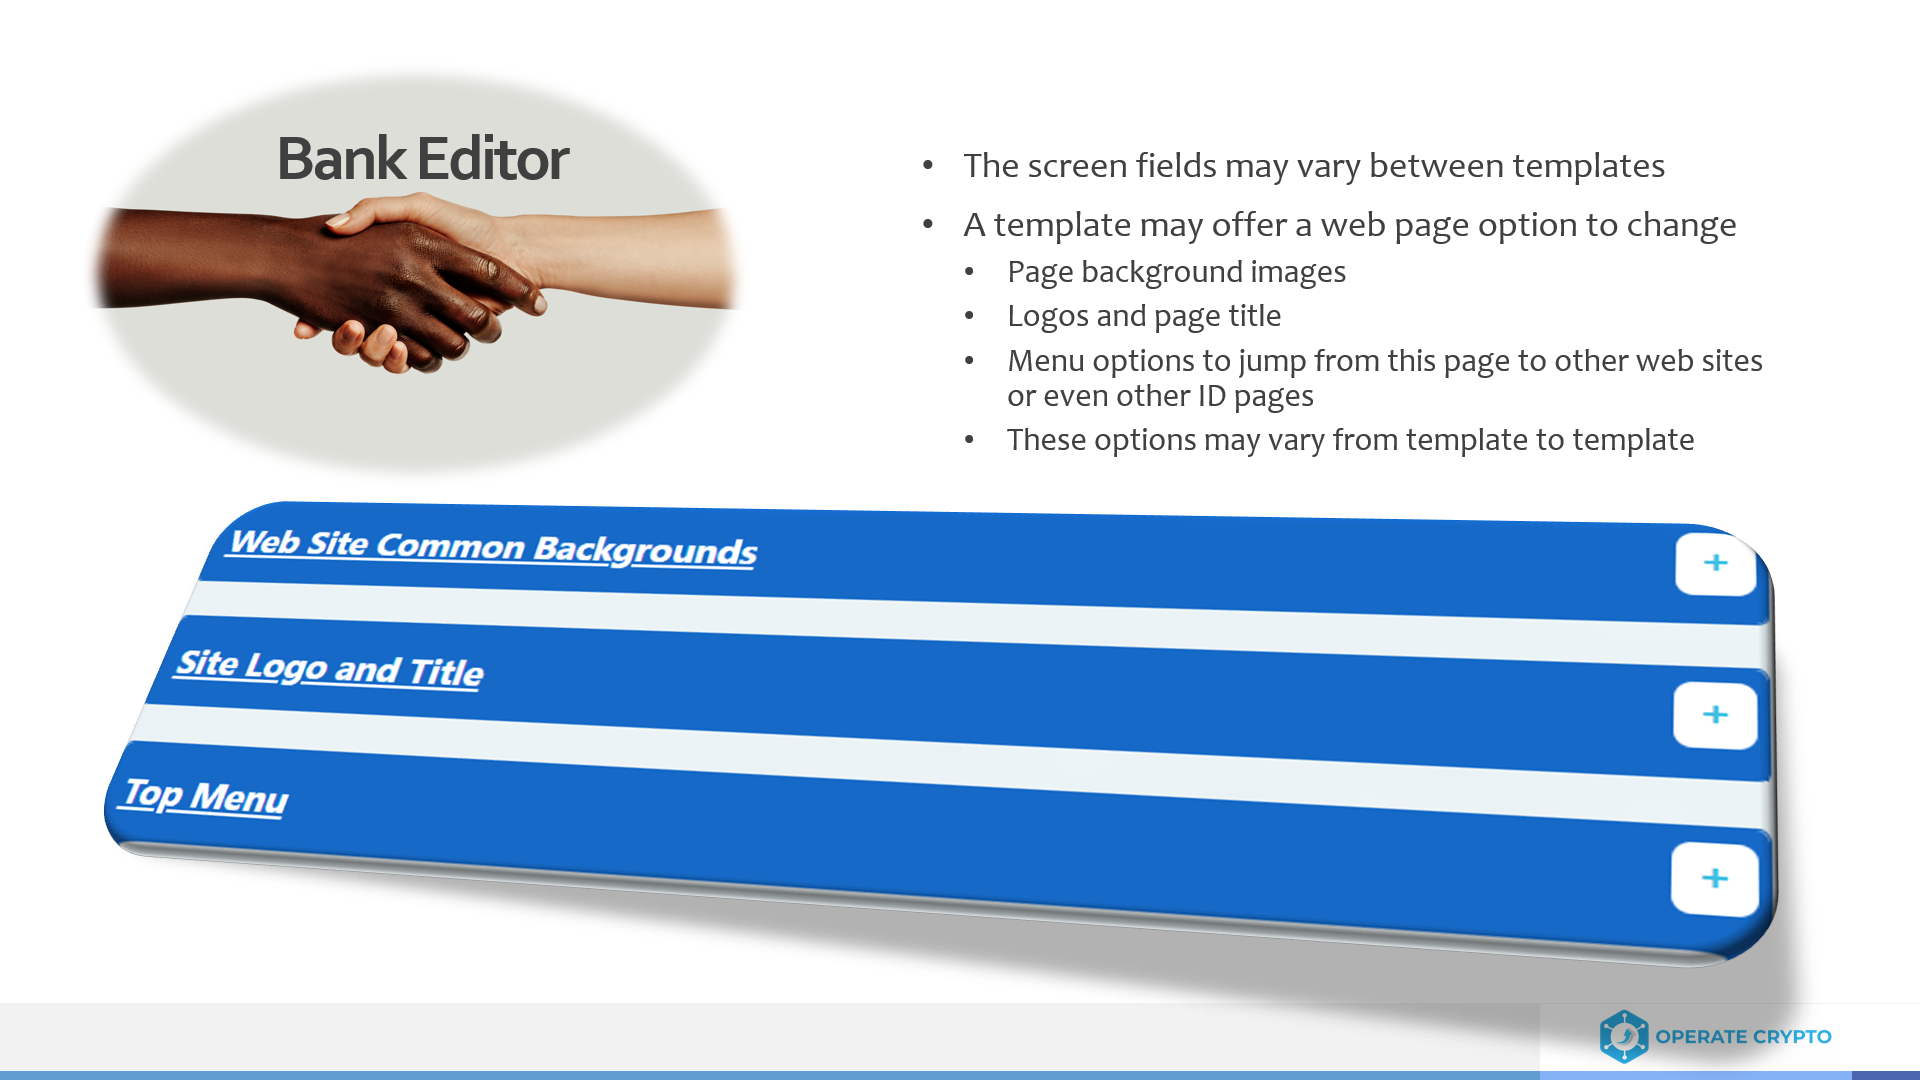 Bank Editor
• The screen fields may vary between templates
• A template may offer a web page option to change
• Page background images
• Logos and page title
• Menu options to jump from this page to other web sites
or even other ID pages
• These options may vary from template to template
Web Site Common Backgrounds
+
Site Logo and Title
+
Top Menu
+
OPERATE CRYPTO